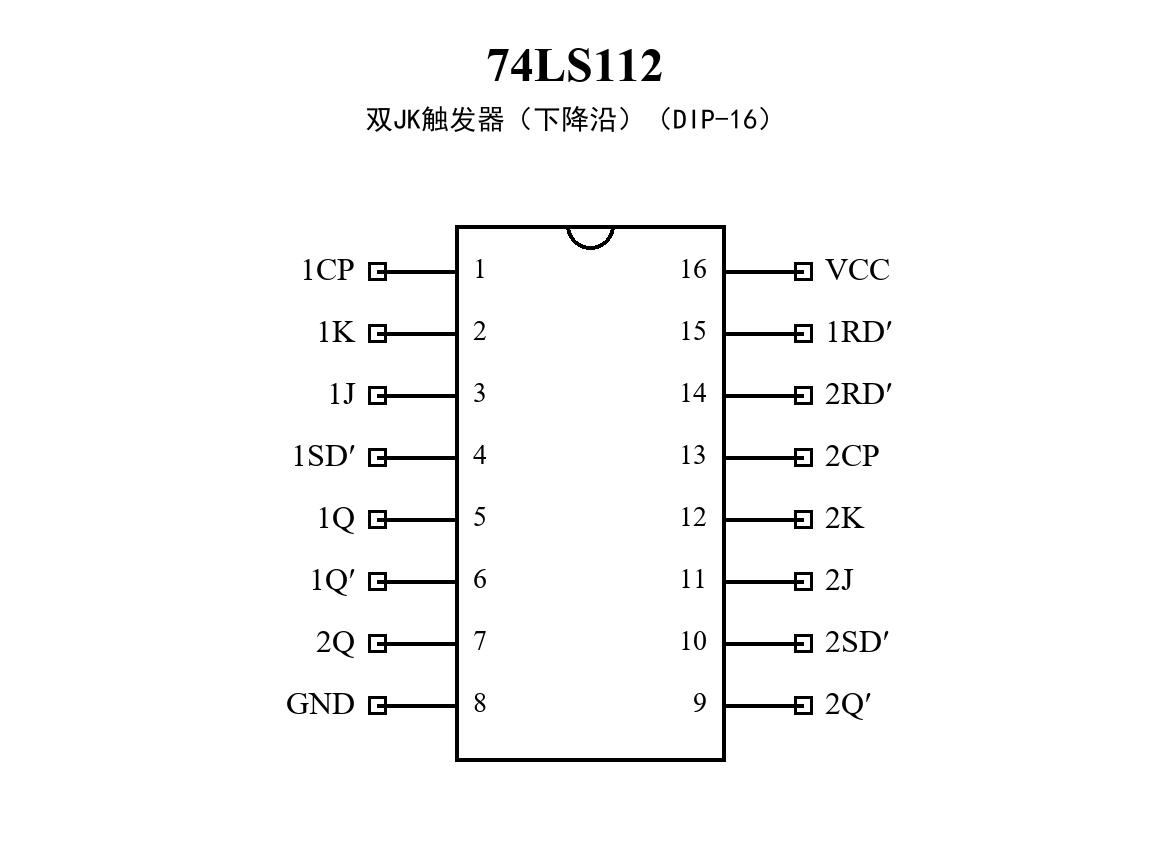 74LS112
双JK触发器（下降沿）（DIP-16）
1CP 1 16 VCC
1K 2 15 1RD′
1J 3 14 2RD′
1SD′ 4 13 2CP
1Q 5 12 2K
1Q′ 6 11 2J
2Q 7 10 2SD′
GND 8 9 2Q′